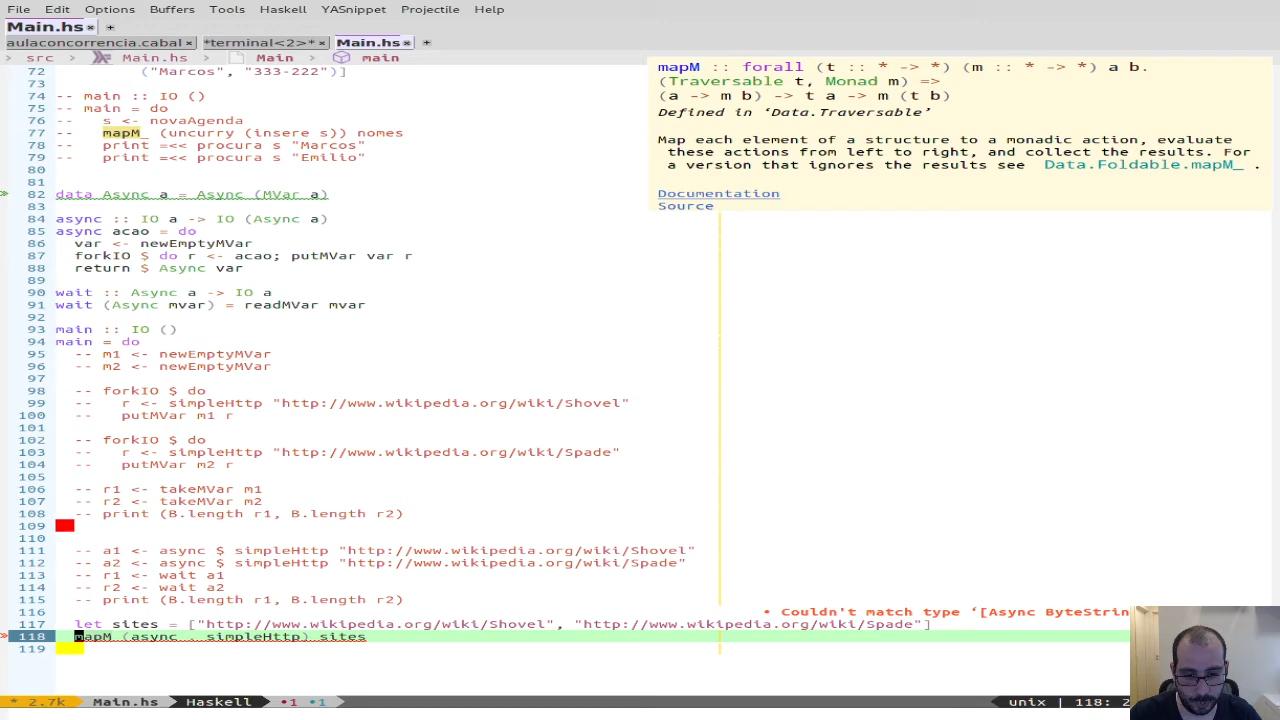 File Edit Options Buffers Tools Haskell YASnippet Projectile Help
Main.hs × +
aulaconcorrencia.cabal × *terminal<2>* × Main.hs × +
> src > Main.hs > Main > main
72 ("Marcos", "333-222")]
73
74 -- main :: IO ()
75 -- main = do
76 -- s <- novaAgenda
77 -- mapM_ (uncurry (insere s)) nomes
78 -- print =<< procura s "Marcos"
79 -- print =<< procura s "Emilio"
80
81
82 data Async a = Async (MVar a)
83
84 async :: IO a -> IO (Async a)
85 async acao = do
86 var <- newEmptyMVar
87 forkIO $ do r <- acao; putMVar var r
88 return $ Async var
89
90 wait :: Async a -> IO a
91 wait (Async mvar) = readMVar mvar
92
93 main :: IO ()
94 main = do
95 -- m1 <- newEmptyMVar
96 -- m2 <- newEmptyMVar
97
98 -- forkIO $ do
99 -- r <- simpleHttp "http://www.wikipedia.org/wiki/Shovel"
100 -- putMVar m1 r
101
102 -- forkIO $ do
103 -- r <- simpleHttp "http://www.wikipedia.org/wiki/Spade"
104 -- putMVar m2 r
105
106 -- r1 <- takeMVar m1
107 -- r2 <- takeMVar m2
108 -- print (B.length r1, B.length r2)
109
110
111 -- a1 <- async $ simpleHttp "http://www.wikipedia.org/wiki/Shovel"
112 -- a2 <- async $ simpleHttp "http://www.wikipedia.org/wiki/Spade"
113 -- r1 <- wait a1
114 -- r2 <- wait a2
115 -- print (B.length r1, B.length r2)
116 • Couldn't match type ‘[Async ByteStrin
117 let sites = ["http://www.wikipedia.org/wiki/Shovel", "http://www.wikipedia.org/wiki/Spade"]
118 mapM (async . simpleHttp) sites
119
mapM :: forall (t :: * -> *) (m :: * -> *) a b.
(Traversable t, Monad m) =>
(a -> m b) -> t a -> m (t b)
Defined in ‘Data.Traversable’
Map each element of a structure to a monadic action, evaluate
these actions from left to right, and collect the results. For
a version that ignores the results see Data.Foldable.mapM_ .
Documentation
Source
* 2.7k Main.hs Haskell •1 •1 unix | 118: 2